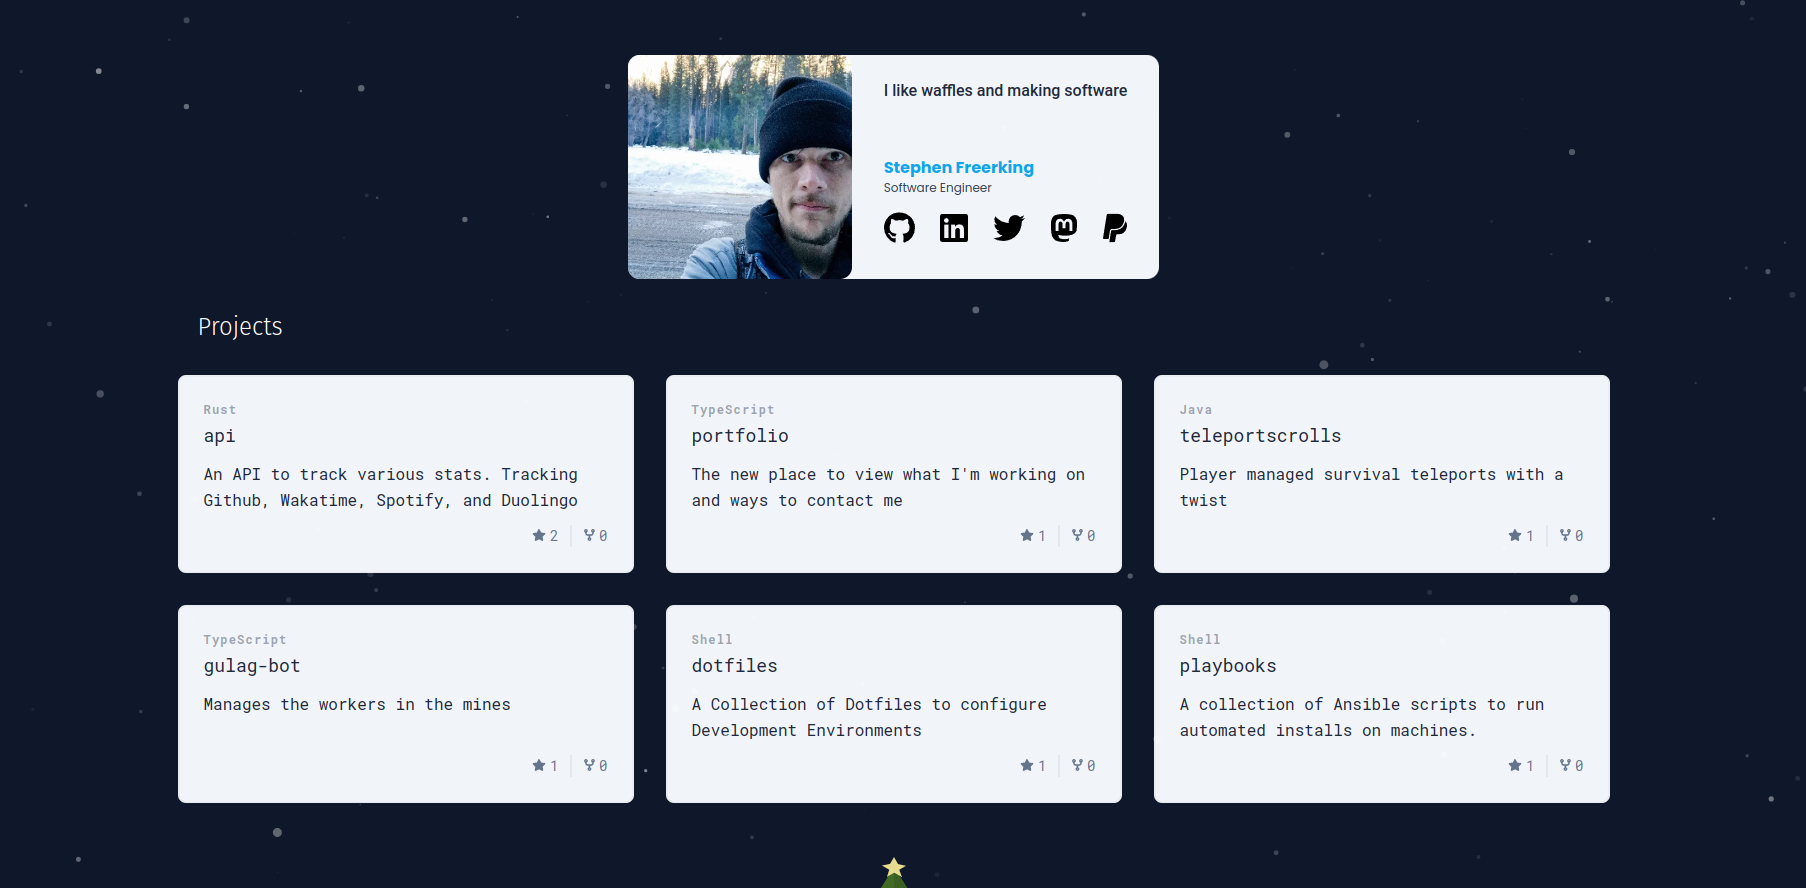 I like waffles and making software
Stephen Freerking
Software Engineer
Projects
Rust
api
An API to track various stats. Tracking
Github, Wakatime, Spotify, and Duolingo
2
0
TypeScript
portfolio
The new place to view what I'm working on
and ways to contact me
1
0
Java
teleportscrolls
Player managed survival teleports with a
twist
1
0
TypeScript
gulag-bot
Manages the workers in the mines
1
0
Shell
dotfiles
A Collection of Dotfiles to configure
Development Environments
1
0
Shell
playbooks
A collection of Ansible scripts to run
automated installs on machines.
1
0